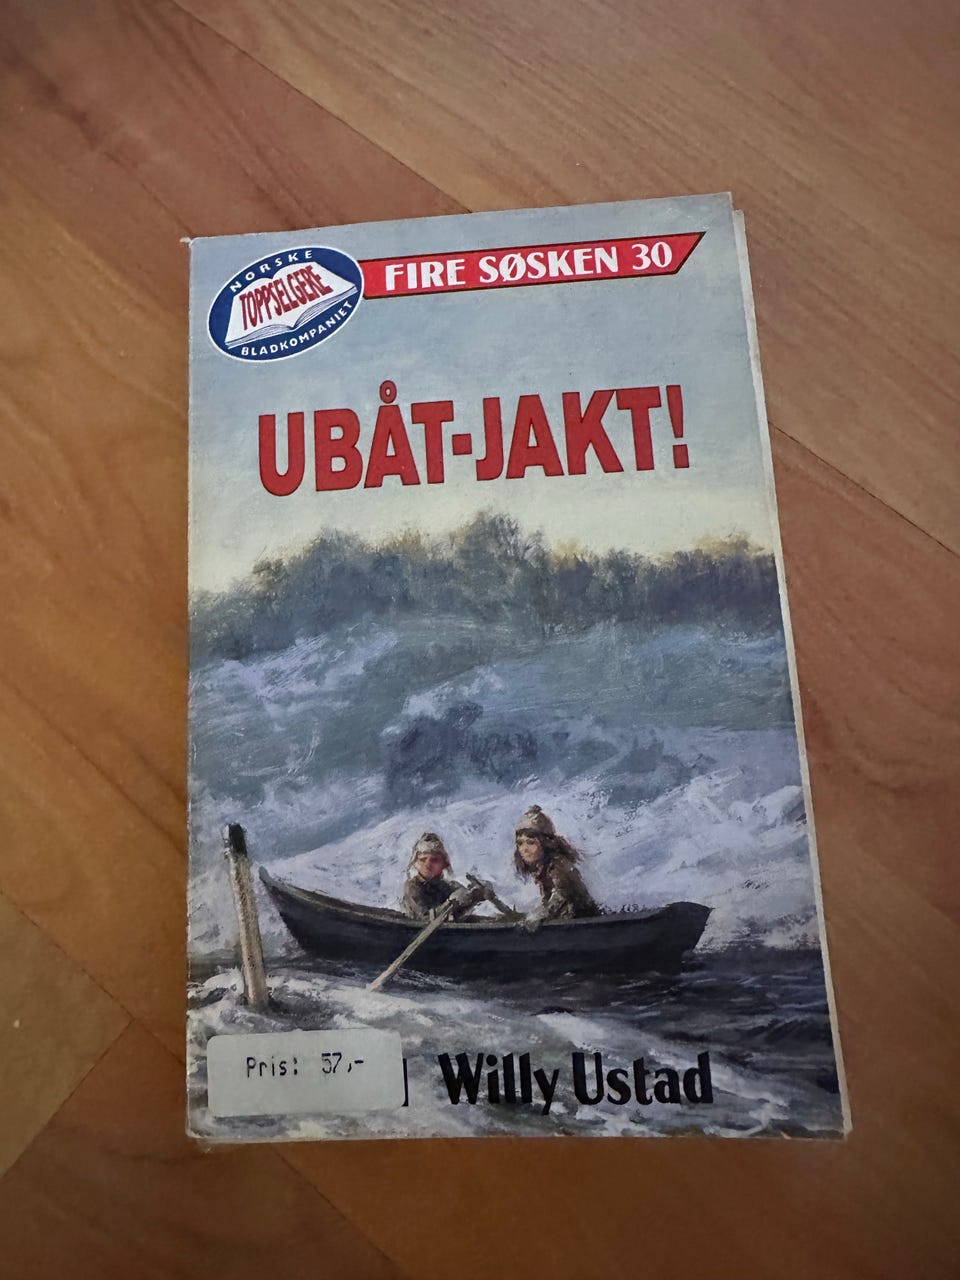 NORSKE
TOPPSELGERE
BLADKOMPANIET
FIRE SØSKEN 30
UBÅT-JAKT!
Pris: 57,-
Willy Ustad